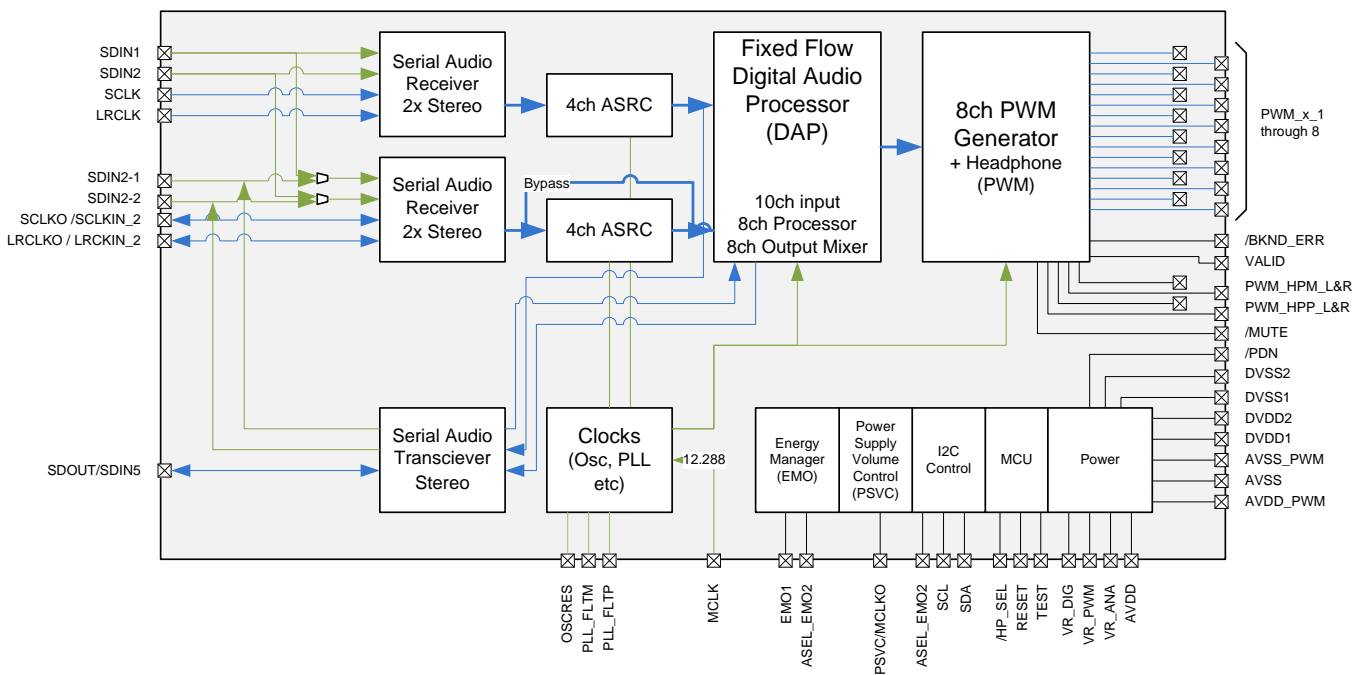 SDIN1
SDIN2
SCLK
LRCLK
SDIN2-1
SDIN2-2
SCLKO /SCLKIN_2
LRCLKO / LRCKIN_2
SDOUT/SDIN5
Serial Audio
Receiver
2x Stereo
4ch ASRC
Serial Audio
Receiver
2x Stereo
Bypass
4ch ASRC
Fixed Flow
Digital Audio
Processor
(DAP)
10ch input
8ch Processor
8ch Output Mixer
8ch PWM
Generator
+ Headphone
(PWM)
PWM_x_1
through 8
/BKND_ERR
VALID
PWM_HPM_L&R
PWM_HPP_L&R
/MUTE
/PDN
DVSS2
DVSS1
DVDD2
DVDD1
AVSS_PWM
AVSS
AVDD_PWM
Serial Audio
Transciever
Stereo
Clocks
(Osc, PLL
etc)
12.288
Energy
Manager
(EMO)
Power
Supply
Volume
Control
(PSVC)
I2C
Control
MCU
Power
OSCRES
PLL_FLTM
PLL_FLTP
MCLK
EMO1
ASEL_EMO2
PSVC/MCLKO
ASEL_EMO2
SCL
SDA
/HP_SEL
RESET
TEST
VR_DIG
VR_PWM
VR_ANA
AVDD